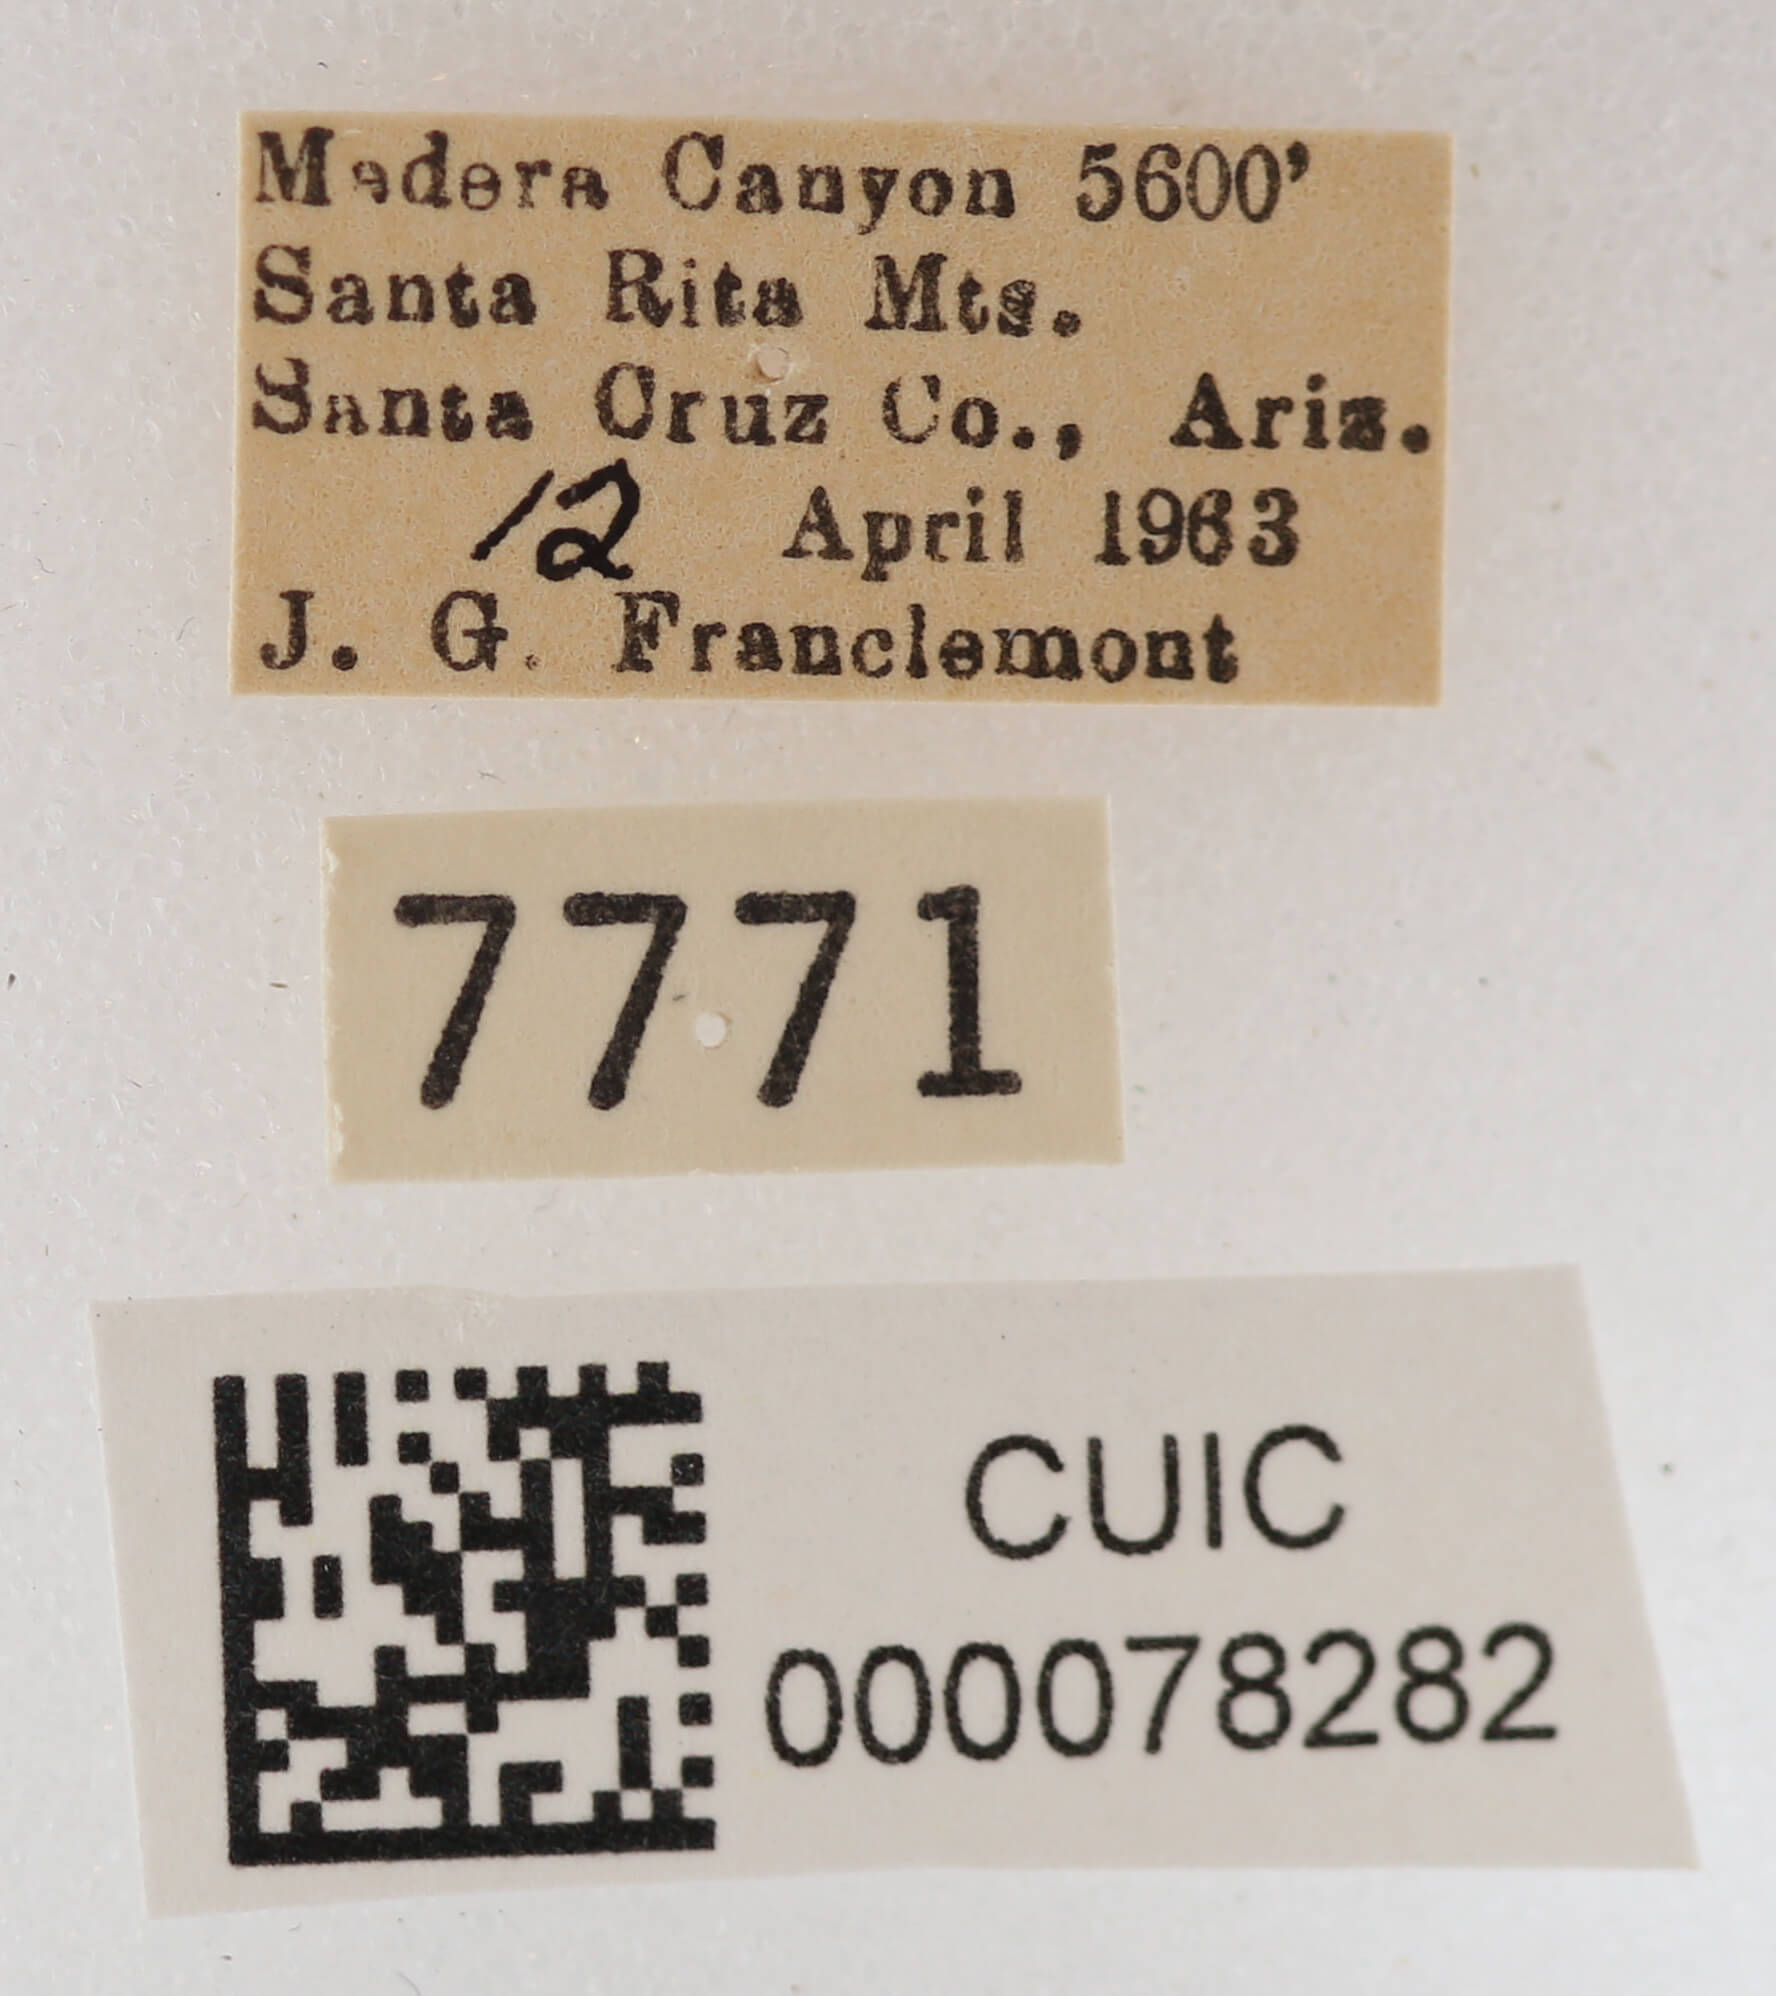 Madera Canyon 5600'
Santa Rita Mts.
Santa Cruz Co., Ariz.
12 April 1963
J. G. Franclemont
7771
CUIC
000078282